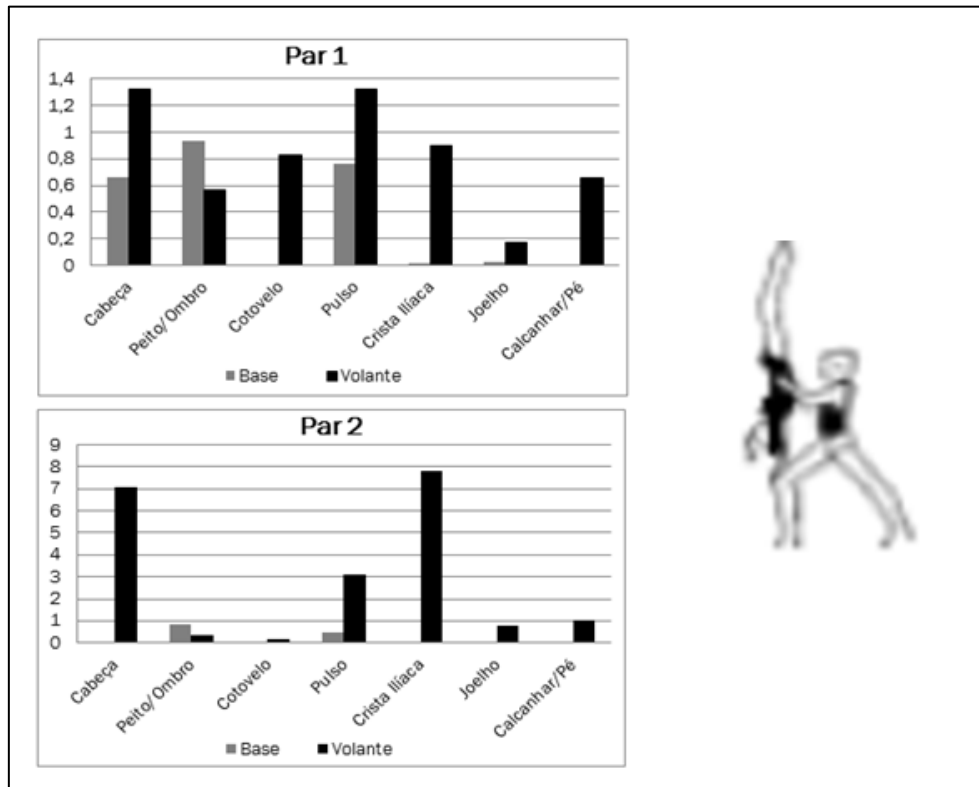 Par 1
1,4
1,2
1
0,8
0,6
0,4
0,2
0
Cabeça
Peito/Ombro
Cotovelo
Pulso
Crista Ilíaca
Joelho
Calcanhar/Pé
Base Volante
Par 2
9
8
7
6
5
4
3
2
1
0
Cabeça
Peito/Ombro
Cotovelo
Pulso
Crista Ilíaca
Joelho
Calcanhar/Pé
Base Volante